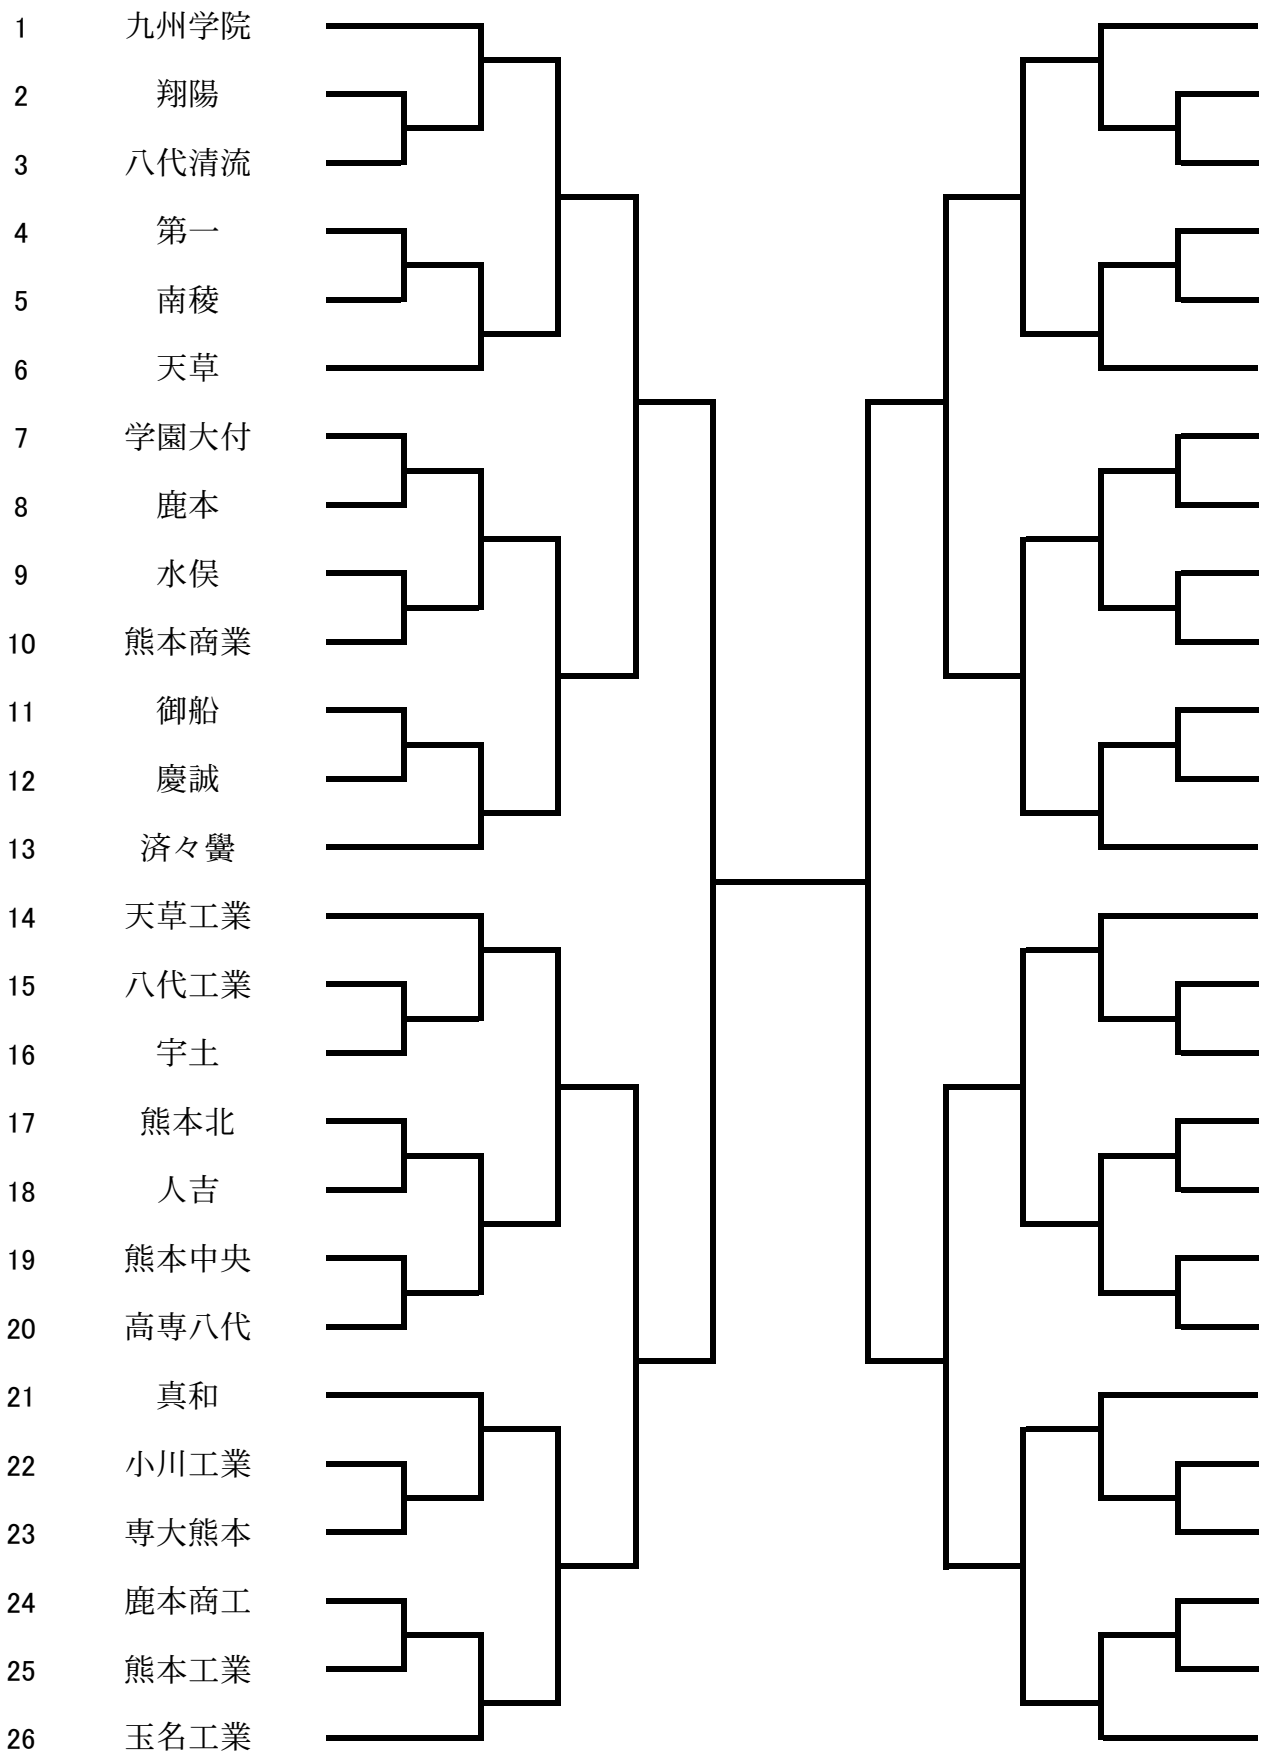 1 九州学院
2 翔陽
3 八代清流
4 第一
5 南稜
6 天草
7 学園大付
8 鹿本
9 水俣
10 熊本商業
11 御船
12 慶誠
13 済々黌
14 天草工業
15 八代工業
16 宇土
17 熊本北
18 人吉
19 熊本中央
20 高専八代
21 真和
22 小川工業
23 専大熊本
24 鹿本商工
25 熊本工業
26 玉名工業